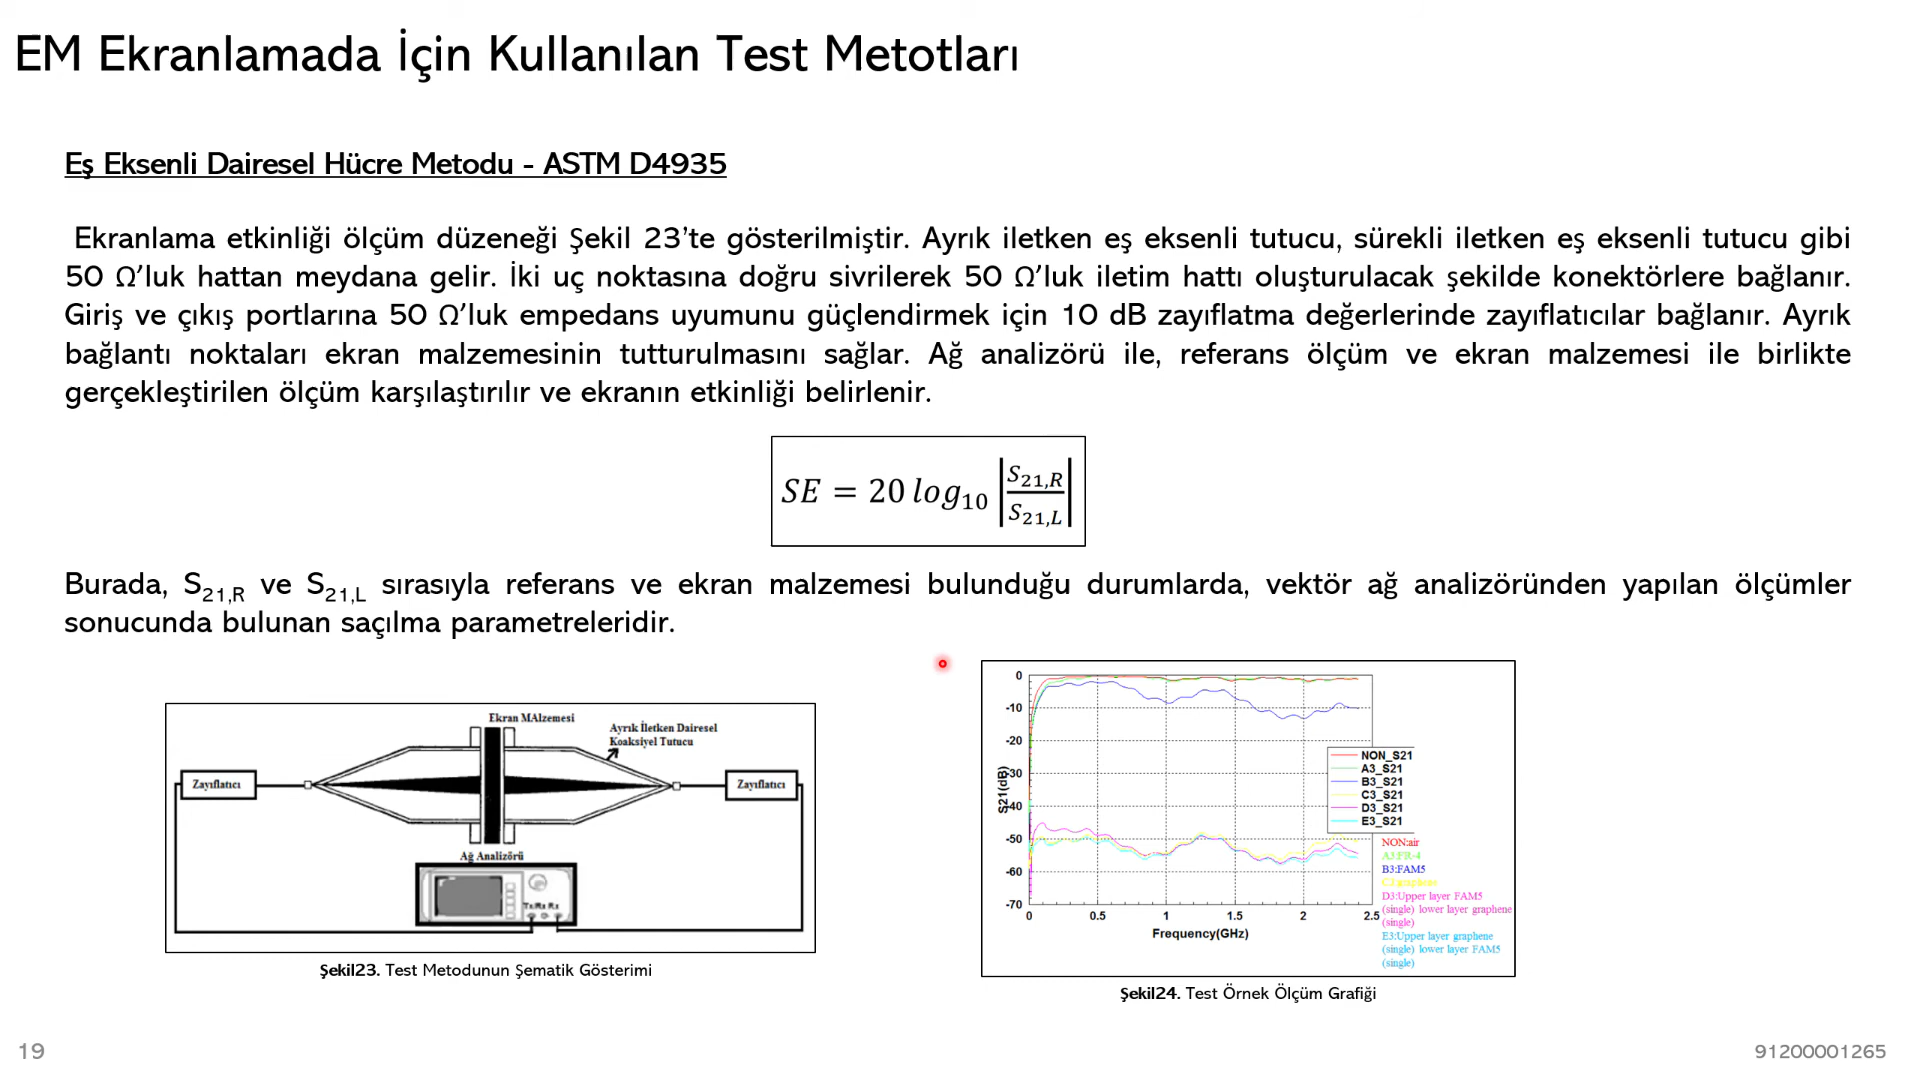 EM Ekranlamada İçin Kullanılan Test Metotları
Eş Eksenli Dairesel Hücre Metodu - ASTM D4935
Ekranlama etkinliği ölçüm düzeneği Şekil 23’te gösterilmiştir. Ayrık iletken eş eksenli tutucu, sürekli iletken eş eksenli tutucu gibi
50 Ω’luk hattan meydana gelir. İki uç noktasına doğru sivrilerek 50 Ω’luk iletim hattı oluşturulacak şekilde konektörlere bağlanır.
Giriş ve çıkış portlarına 50 Ω’luk empedans uyumunu güçlendirmek için 10 dB zayıflatma değerlerinde zayıflatıcılar bağlanır. Ayrık
bağlantı noktaları ekran malzemesinin tutturulmasını sağlar. Ağ analizörü ile, referans ölçüm ve ekran malzemesi ile birlikte
gerçekleştirilen ölçüm karşılaştırılır ve ekranın etkinliği belirlenir.
SE = 20 log10 |S21,R / S21,L|
Burada, S21,R ve S21,L sırasıyla referans ve ekran malzemesi bulunduğu durumlarda, vektör ağ analizöründen yapılan ölçümler
sonucunda bulunan saçılma parametreleridir.
Ekran MAlzemesi
Ayrık İletken Dairesel
Koaksiyel Tutucu
Zayıflatıcı
Zayıflatıcı
Ağ Analizörü
Tx/Rx Rx
Şekil23. Test Metodunun Şematik Gösterimi
0
-10
-20
-30
-40
-50
-60
-70
S21(dB)
0 0.5 1 1.5 2 2.5
Frequency(GHz)
NON_S21
A3_S21
B3_S21
C3_S21
D3_S21
E3_S21
NON:air
A3:FR-4
B3:FAM5
C3:graphene
D3:Upper layer FAM5
(single) lower layer graphene
(single)
E3:Upper layer graphene
(single) lower layer FAM5
(single)
Şekil24. Test Örnek Ölçüm Grafiği
19
91200001265